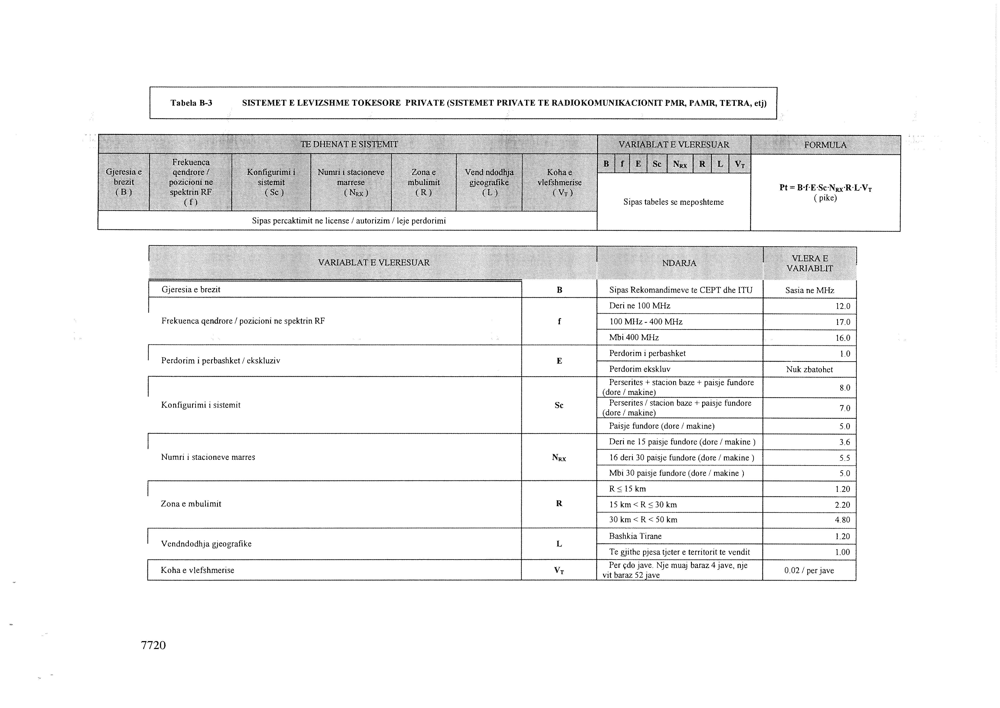 Tabela B-3 SISTEMET E LEVIZSHME TOKESORE PRIVATE (SISTEMET PRIVATE TE RADIOKOMUNIKACIONIT PMR, PAMR, TETRA, etj)
TE DHENAT E SISTEMIT VARIABLAT E VLERESUAR FORMULA
Gjeresia e
brezit
( B )
Frekuenca
qendrore /
pozicioni ne
spektrin RF
( f )
Konfigurimi i
sistemit
( Sc )
Numri i stacioneve
marrese
( NRX )
Zona e
mbulimit
( R )
Vend ndodhja
gjeografike
( L )
Koha e
vlefshmerise
( VT )
B f E Sc NRX R L VT
Sipas tabeles se meposhteme
Pt = B·f·E·Sc·NRX·R·L·VT
( pike)
Sipas percaktimit ne license / autorizim / leje perdorimi
VARIABLAT E VLERESUAR NDARJA VLERA E
VARIABLIT
Gjeresia e brezit B Sipas Rekomandimeve te CEPT dhe ITU Sasia ne MHz
Frekuenca qendrore / pozicioni ne spektrin RF f
Deri ne 100 MHz 12.0
100 MHz - 400 MHz 17.0
Mbi 400 MHz 16.0
Perdorim i perbashket / ekskluziv E
Perdorim i perbashket 1.0
Perdorim ekskluv Nuk zbatohet
Konfigurimi i sistemit Sc
Perserites + stacion baze + paisje fundore
(dore / makine) 8.0
Perserites / stacion baze + paisje fundore
(dore / makine) 7.0
Paisje fundore (dore / makine) 5.0
Numri i stacioneve marres NRX
Deri ne 15 paisje fundore (dore / makine ) 3.6
16 deri 30 paisje fundore (dore / makine ) 5.5
Mbi 30 paisje fundore (dore / makine ) 5.0
Zona e mbulimit R
R ≤ 15 km 1.20
15 km < R ≤ 30 km 2.20
30 km < R < 50 km 4.80
Vendndodhja gjeografike L
Bashkia Tirane 1.20
Te gjithe pjesa tjeter e territorit te vendit 1.00
Koha e vlefshmerise VT
Per çdo jave. Nje muaj baraz 4 jave, nje
vit baraz 52 jave 0.02 / per jave
7720